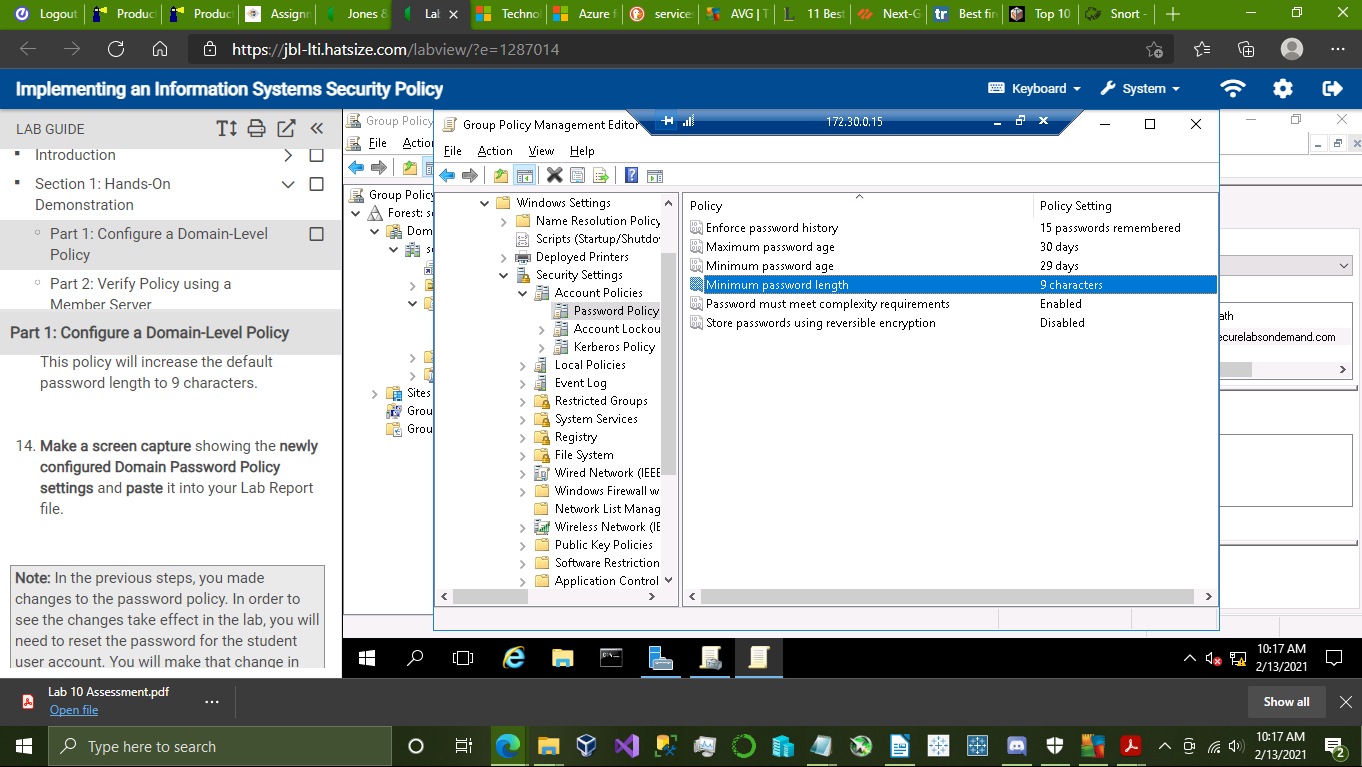 Logout
Product
Product
Assignr
Jones &
Lab
Technol
Azure f
services
AVG | T
11 Best
Next-G
Best fire
Top 10
Snort -
https://jbl-lti.hatsize.com/labview/?e=1287014
Implementing an Information Systems Security Policy
Keyboard
System
LAB GUIDE
Introduction
Section 1: Hands-On
Demonstration
Part 1: Configure a Domain-Level
Policy
Part 2: Verify Policy using a
Member Server
Part 1: Configure a Domain-Level Policy
This policy will increase the default
password length to 9 characters.
14. Make a screen capture showing the newly
configured Domain Password Policy
settings and paste it into your Lab Report
file.
Note: In the previous steps, you made
changes to the password policy. In order to
see the changes take effect in the lab, you will
need to reset the password for the student
user account. You will make that change in
Group Policy
File Action
Group Policy
Forest: se
Dom
se
Sites
Grou
Grou
Group Policy Management Editor
172.30.0.15
File Action View Help
Windows Settings
Name Resolution Policy
Scripts (Startup/Shutdo
Deployed Printers
Security Settings
Account Policies
Password Policy
Account Lockou
Kerberos Policy
Local Policies
Event Log
Restricted Groups
System Services
Registry
File System
Wired Network (IEEE
Windows Firewall w
Network List Manag
Wireless Network (IE
Public Key Policies
Software Restriction
Application Control
Policy Policy Setting
Enforce password history 15 passwords remembered
Maximum password age 30 days
Minimum password age 29 days
Minimum password length 9 characters
Password must meet complexity requirements Enabled
Store passwords using reversible encryption Disabled
ath
ecurelabsondemand.com
10:17 AM
2/13/2021
Lab 10 Assessment.pdf
Open file
Show all
Type here to search
10:17 AM
2/13/2021
2